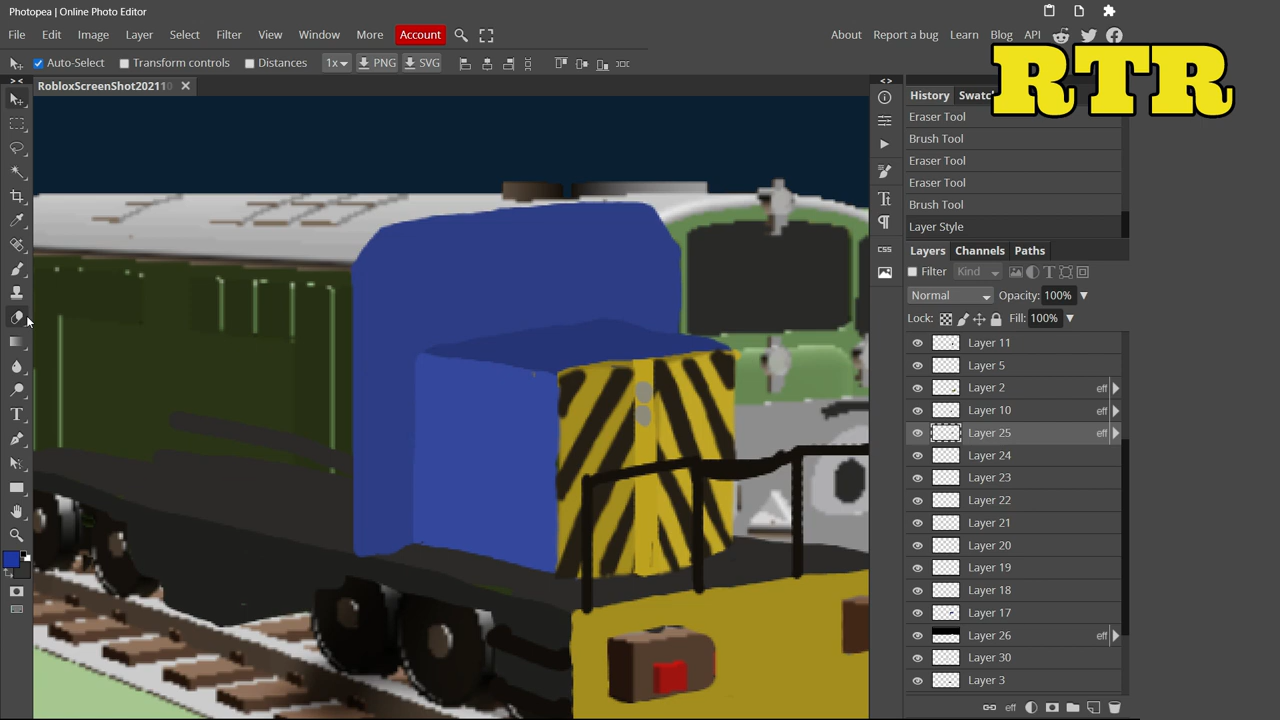 Photopea | Online Photo Editor
File Edit Image Layer Select Filter View Window More Account
About Report a bug Learn Blog API
Auto-Select Transform controls Distances 1x PNG SVG
RTR
RobloxScreenShot202110
History Swatc
Eraser Tool
Brush Tool
Eraser Tool
Eraser Tool
Brush Tool
Layer Style
Layers Channels Paths
Filter Kind
Normal Opacity: 100%
Lock: Fill: 100%
Layer 11
Layer 5
Layer 2 eff
Layer 10 eff
Layer 25 eff
Layer 24
Layer 23
Layer 22
Layer 21
Layer 20
Layer 19
Layer 18
Layer 17
Layer 26 eff
Layer 30
Layer 3
eff
CSS